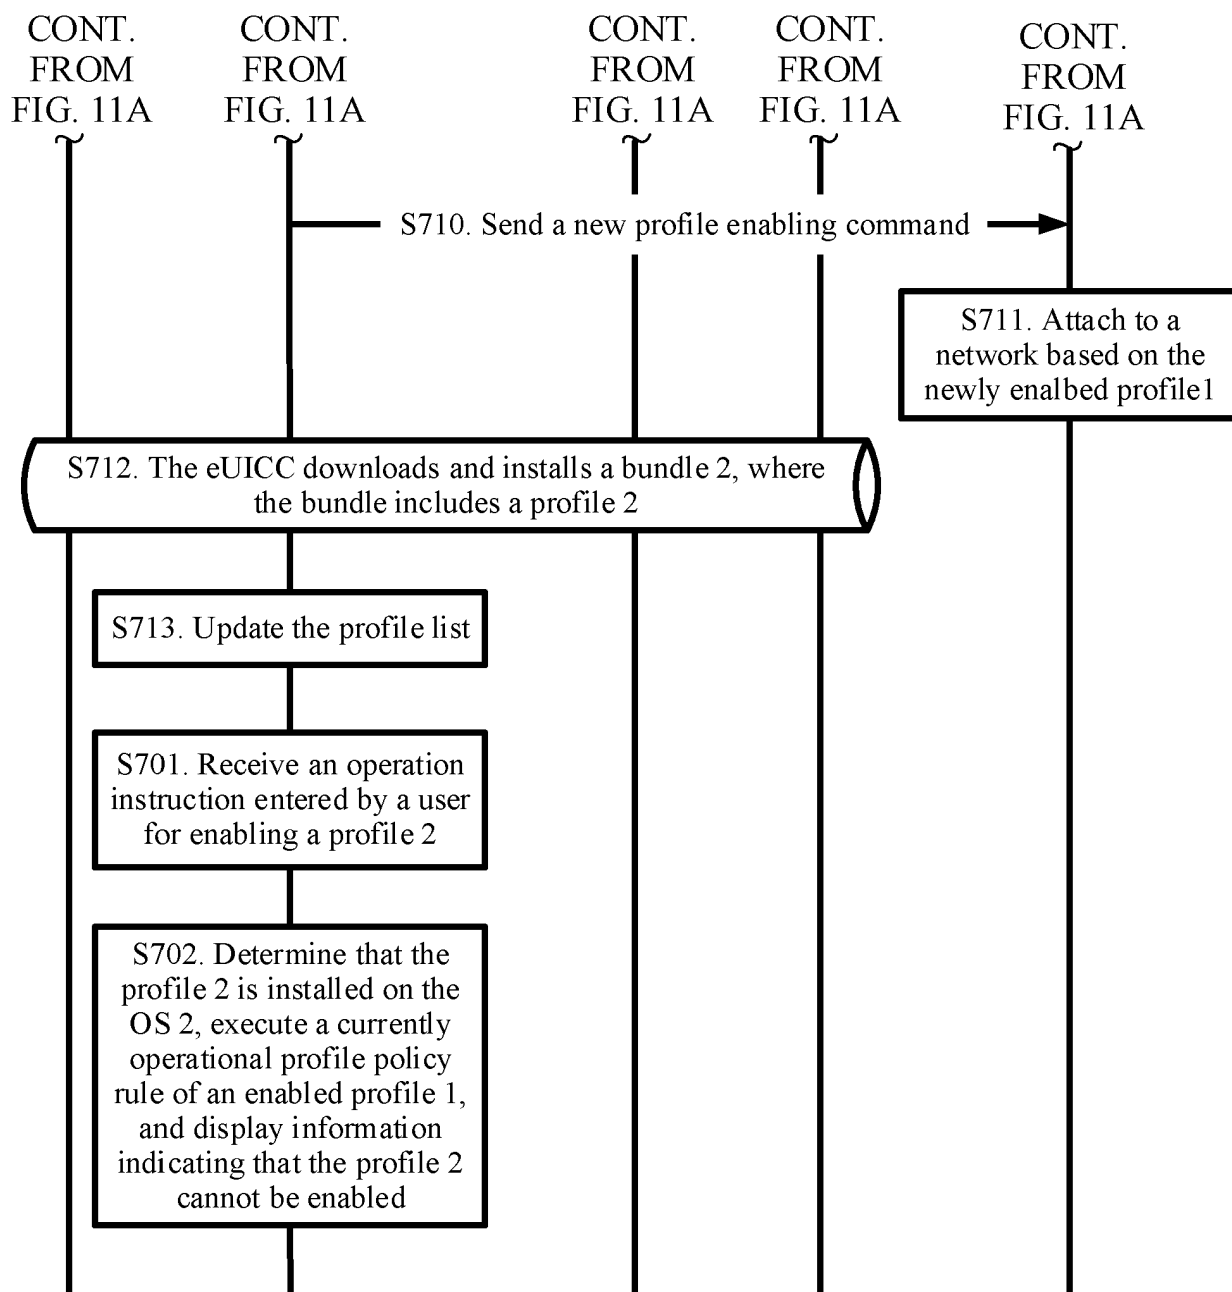 CONT.
FROM
FIG. 11A
CONT.
FROM
FIG. 11A
CONT.
FROM
FIG. 11A
CONT.
FROM
FIG. 11A
CONT.
FROM
FIG. 11A
S710. Send a new profile enabling command
S711. Attach to a
network based on the
newly enalbed profile1
S712. The eUICC downloads and installs a bundle 2, where
the bundle includes a profile 2
S713. Update the profile list
S701. Receive an operation
instruction entered by a user
for enabling a profile 2
S702. Determine that the
profile 2 is installed on the
OS 2, execute a currently
operational profile policy
rule of an enabled profile 1,
and display information
indicating that the profile 2
cannot be enabled